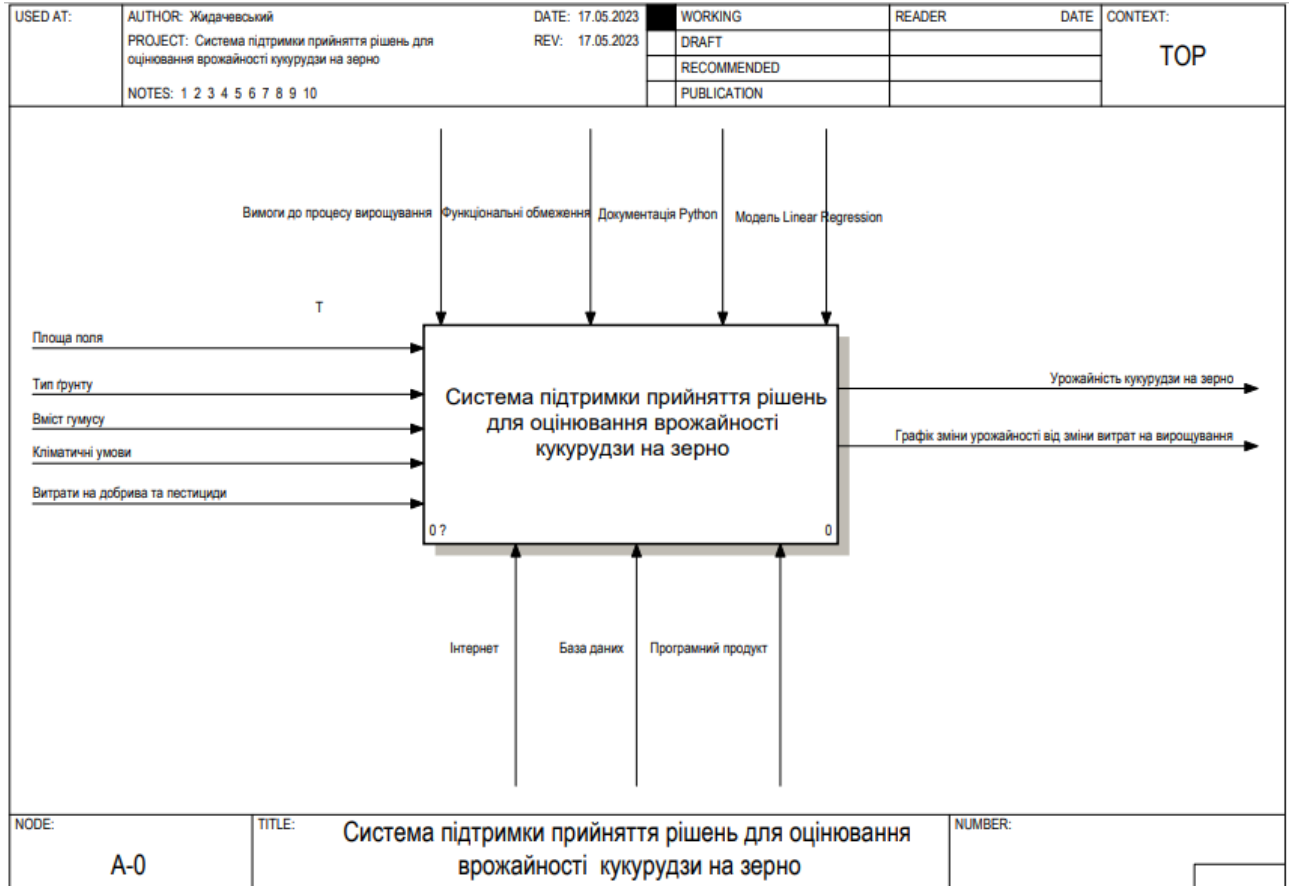 USED AT:
AUTHOR: Жидачевський
DATE: 17.05.2023
WORKING
READER
DATE
CONTEXT:
PROJECT: Система підтримки прийняття рішень для
оцінювання врожайності кукурудзи на зерно
REV: 17.05.2023
DRAFT
TOP
RECOMMENDED
NOTES: 1 2 3 4 5 6 7 8 9 10
PUBLICATION
Вимоги до процесу вирощування
Функціональні обмеження
Документація Python
Модель Linear Regression
Т
Площа поля
Тип ґрунту
Вміст гумусу
Кліматичні умови
Витрати на добрива та пестициди
Система підтримки прийняття рішень
для оцінювання врожайності
кукурудзи на зерно
0 ?
0
Урожайність кукурудзи на зерно
Графік зміни урожайності від зміни витрат на вирощування
Інтернет
База даних
Програмний продукт
NODE:
A-0
TITLE:
Система підтримки прийняття рішень для оцінювання
врожайності кукурудзи на зерно
NUMBER: